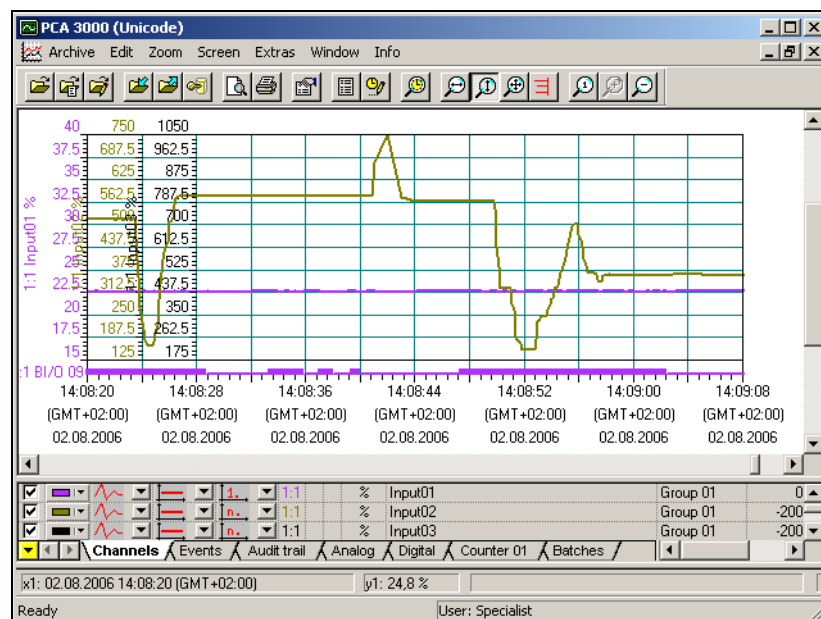 PCA 3000 (Unicode)
Archive Edit Zoom Screen Extras Window Info
40 750 1050
37.5 687.5 962.5
35 625 875
32.5 562.5 787.5
30 500 700
27.5 437.5 612.5
25 375 525
22.5 312.5 437.5
20 250 350
17.5 187.5 262.5
15 125 175
1:1 Input01 %
:1 BI/O 09
14:08:20 14:08:28 14:08:36 14:08:44 14:08:52 14:09:00 14:09:08
(GMT+02:00) (GMT+02:00) (GMT+02:00) (GMT+02:00) (GMT+02:00) (GMT+02:00) (GMT+02:00)
02.08.2006 02.08.2006 02.08.2006 02.08.2006 02.08.2006 02.08.2006 02.08.2006
1. 1:1 % Input01 Group 01 0
n. 1:1 % Input02 Group 01 -200
n. 1:1 % Input03 Group 01 -200
Channels Events Audit trail Analog Digital Counter 01 Batches
x1: 02.08.2006 14:08:20 (GMT+02:00) y1: 24,8 %
Ready User: Specialist